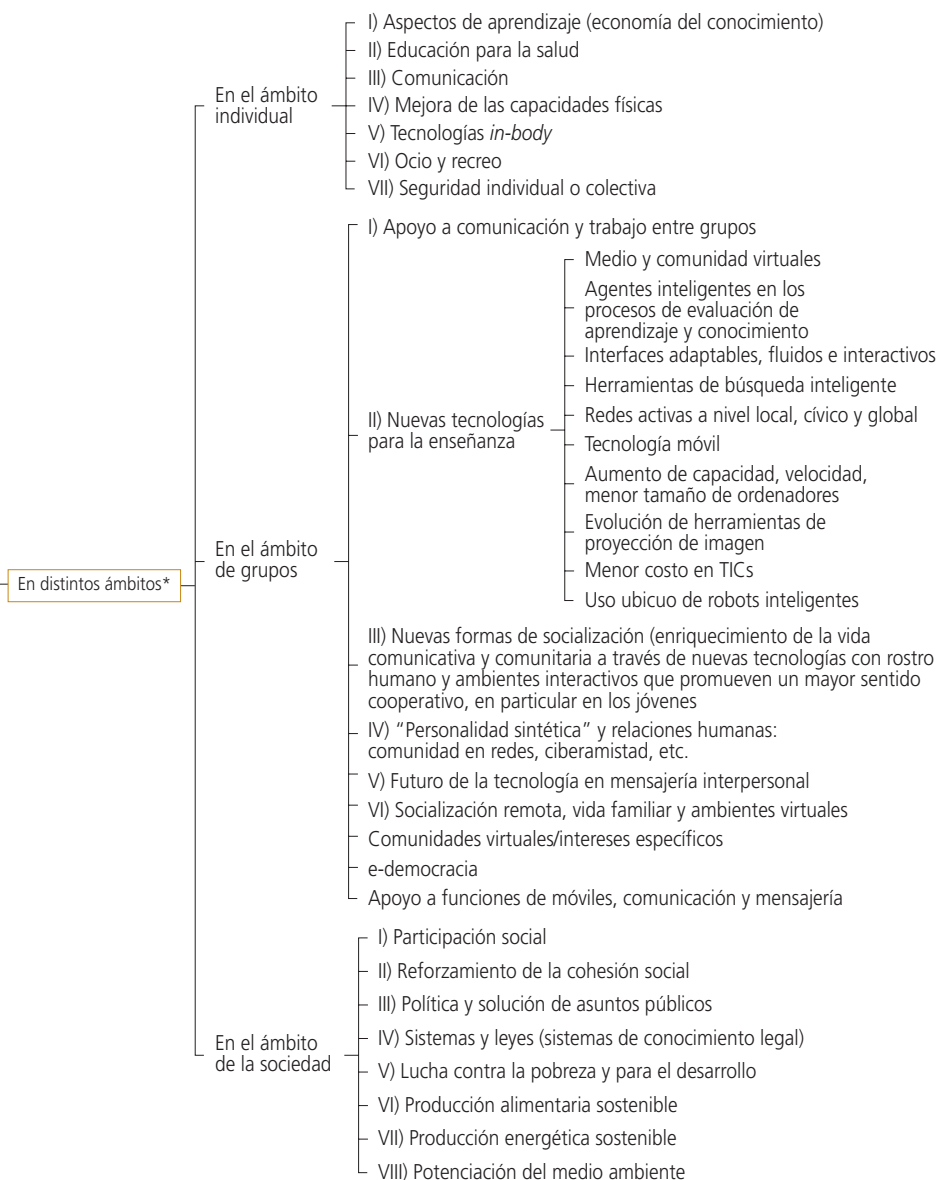 En distintos ámbitos*
En el ámbito
individual
I) Aspectos de aprendizaje (economía del conocimiento)
II) Educación para la salud
III) Comunicación
IV) Mejora de las capacidades físicas
V) Tecnologías in-body
VI) Ocio y recreo
VII) Seguridad individual o colectiva
En el ámbito
de grupos
I) Apoyo a comunicación y trabajo entre grupos
II) Nuevas tecnologías
para la enseñanza
Medio y comunidad virtuales
Agentes inteligentes en los
procesos de evaluación de
aprendizaje y conocimiento
Interfaces adaptables, fluidos e interactivos
Herramientas de búsqueda inteligente
Redes activas a nivel local, cívico y global
Tecnología móvil
Aumento de capacidad, velocidad,
menor tamaño de ordenadores
Evolución de herramientas de
proyección de imagen
Menor costo en TICs
Uso ubicuo de robots inteligentes
III) Nuevas formas de socialización (enriquecimiento de la vida
comunicativa y comunitaria a través de nuevas tecnologías con rostro
humano y ambientes interactivos que promueven un mayor sentido
cooperativo, en particular en los jóvenes
IV) “Personalidad sintética” y relaciones humanas:
comunidad en redes, ciberamistad, etc.
V) Futuro de la tecnología en mensajería interpersonal
VI) Socialización remota, vida familiar y ambientes virtuales
Comunidades virtuales/intereses específicos
e-democracia
Apoyo a funciones de móviles, comunicación y mensajería
En el ámbito
de la sociedad
I) Participación social
II) Reforzamiento de la cohesión social
III) Política y solución de asuntos públicos
IV) Sistemas y leyes (sistemas de conocimiento legal)
V) Lucha contra la pobreza y para el desarrollo
VI) Producción alimentaria sostenible
VII) Producción energética sostenible
VIII) Potenciación del medio ambiente